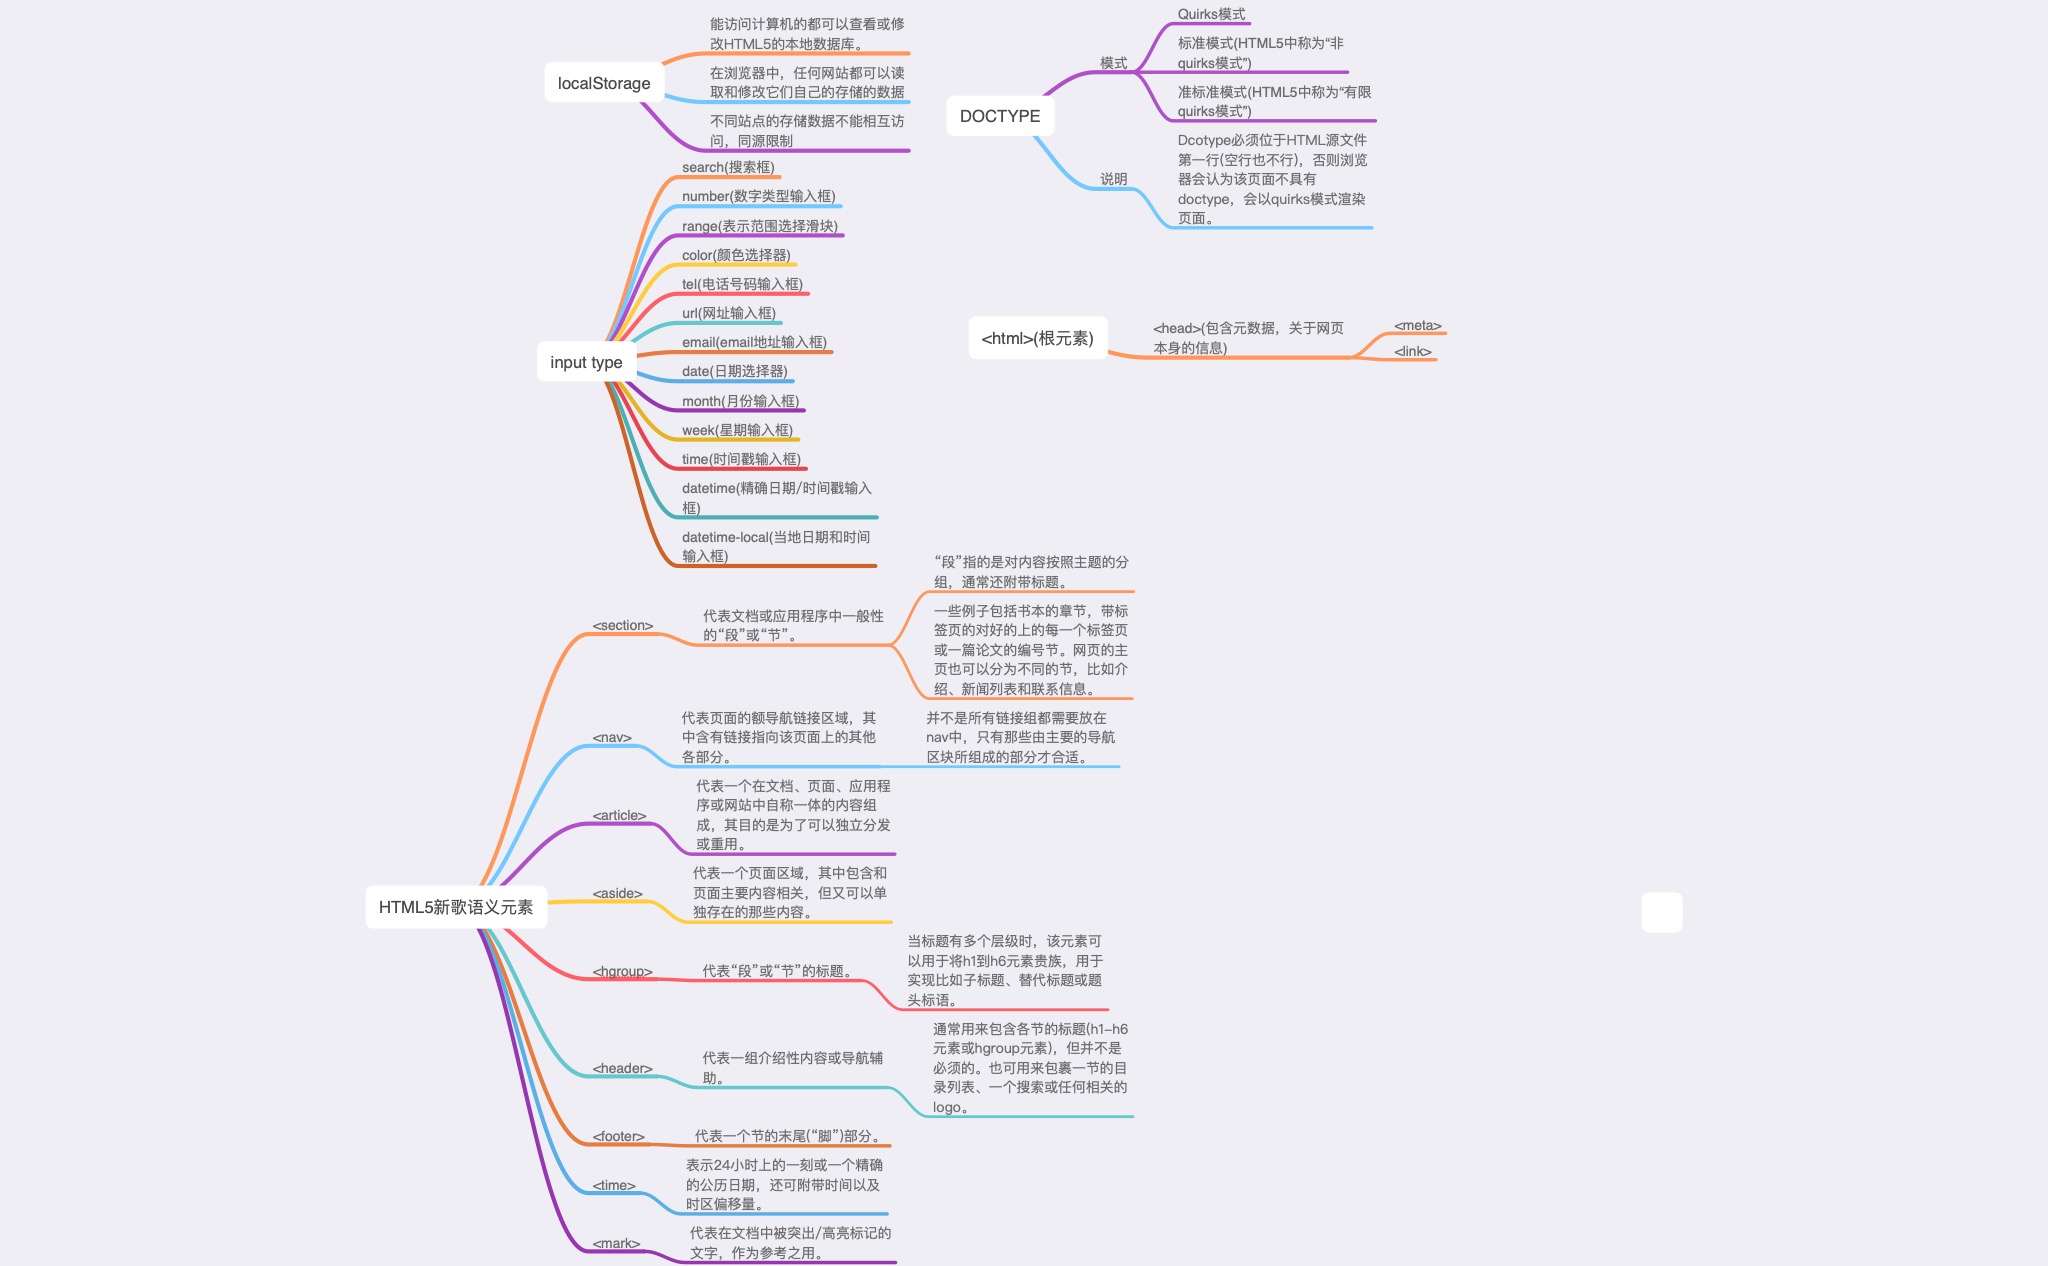 localStorage
能访问计算机的都可以查看或修
改HTML5的本地数据库。
在浏览器中，任何网站都可以读
取和修改它们自己的存储的数据
不同站点的存储数据不能相互访
问，同源限制
DOCTYPE
模式
Quirks模式
标准模式(HTML5中称为“非
quirks模式”)
准标准模式(HTML5中称为“有限
quirks模式”)
说明
Dcotype必须位于HTML源文件
第一行(空行也不行)，否则浏览
器会认为该页面不具有
doctype，会以quirks模式渲染
页面。
input type
search(搜索框)
number(数字类型输入框)
range(表示范围选择滑块)
color(颜色选择器)
tel(电话号码输入框)
url(网址输入框)
email(email地址输入框)
date(日期选择器)
month(月份输入框)
week(星期输入框)
time(时间戳输入框)
datetime(精确日期/时间戳输入
框)
datetime-local(当地日期和时间
输入框)
<html>(根元素)
<head>(包含元数据，关于网页
本身的信息)
<meta>
<link>
HTML5新歌语义元素
<section>
代表文档或应用程序中一般性
的“段”或“节”。
“段”指的是对内容按照主题的分
组，通常还附带标题。
一些例子包括书本的章节，带标
签页的对好的上的每一个标签页
或一篇论文的编号节。网页的主
页也可以分为不同的节，比如介
绍、新闻列表和联系信息。
<nav>
代表页面的额导航链接区域，其
中含有链接指向该页面上的其他
各部分。
并不是所有链接组都需要放在
nav中，只有那些由主要的导航
区块所组成的部分才合适。
<article>
代表一个在文档、页面、应用程
序或网站中自称一体的内容组
成，其目的是为了可以独立分发
或重用。
<aside>
代表一个页面区域，其中包含和
页面主要内容相关，但又可以单
独存在的那些内容。
<hgroup>
代表“段”或“节”的标题。
当标题有多个层级时，该元素可
以用于将h1到h6元素贵族，用于
实现比如子标题、替代标题或题
头标语。
<header>
代表一组介绍性内容或导航辅
助。
通常用来包含各节的标题(h1-h6
元素或hgroup元素)，但并不是
必须的。也可用来包裹一节的目
录列表、一个搜索或任何相关的
logo。
<footer>
代表一个节的末尾(“脚”)部分。
<time>
表示24小时上的一刻或一个精确
的公历日期，还可附带时间以及
时区偏移量。
<mark>
代表在文档中被突出/高亮标记的
文字，作为参考之用。